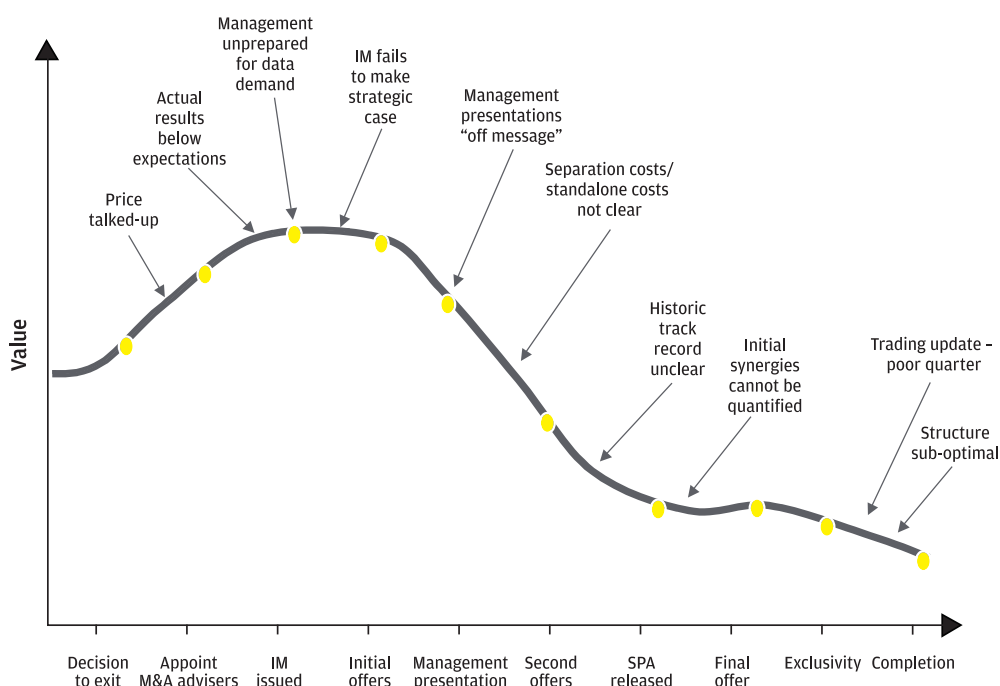 Management
unprepared
for data
demand
IM fails
to make
strategic
case
Actual
results
below
expectations
Management
presentations
“off message”
Price
talked-up
Separation costs/
standalone costs
not clear
Historic
track
record
unclear
Initial
synergies
cannot be
quantified
Trading update –
poor quarter
Structure
sub-optimal
Value
Decision
to exit
Appoint
M&A advisers
IM
issued
Initial
offers
Management
presentation
Second
offers
SPA
released
Final
offer
Exclusivity
Completion